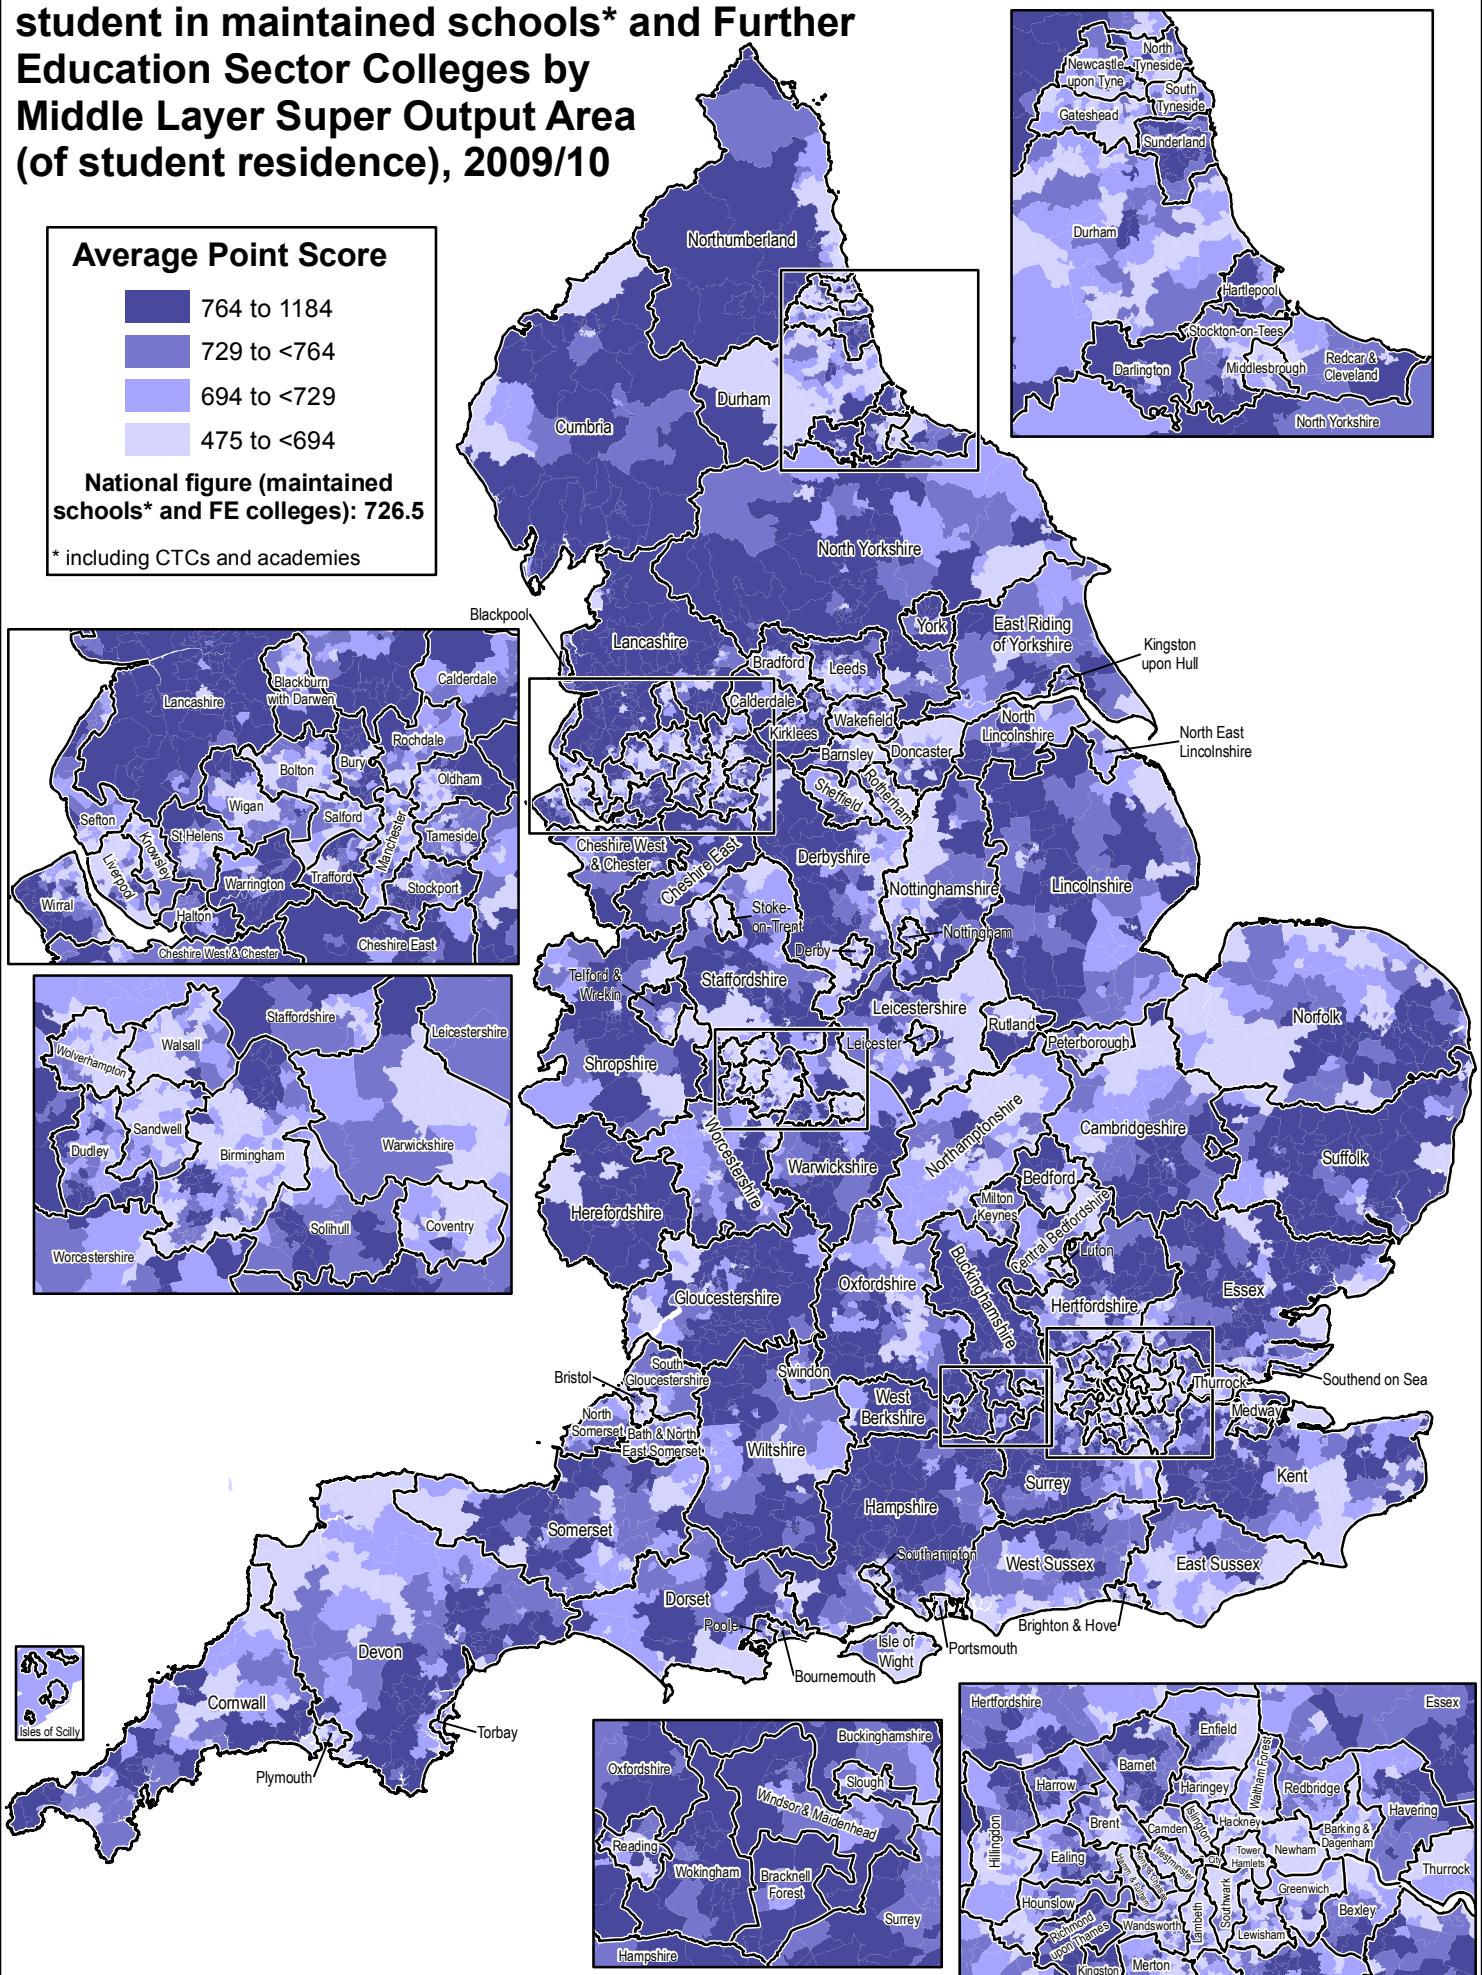 student in maintained schools* and Further
Education Sector Colleges by
Middle Layer Super Output Area
(of student residence), 2009/10
Average Point Score
764 to 1184
729 to <764
694 to <729
475 to <694
National figure (maintained
schools* and FE colleges): 726.5
* including CTCs and academies
North
Tyneside
Newcastle
upon Tyne
South
Tyneside
Gateshead
Sunderland
Durham
Hartlepool
Stockton-on-Tees
Darlington
Middlesbrough
Redcar &
Cleveland
North Yorkshire
Northumberland
Durham
Cumbria
North Yorkshire
Blackpool
Lancashire
York
East Riding
of Yorkshire
Kingston
upon Hull
Bradford
Leeds
Calderdale
Kirklees
Wakefield
North
Lincolnshire
North East
Lincolnshire
Barnsley
Doncaster
Sheffield
Rotherham
Cheshire West
& Chester
Cheshire East
Derbyshire
Nottinghamshire
Lincolnshire
Stoke-
on-Trent
Derby
Nottingham
Telford &
Wrekin
Staffordshire
Leicestershire
Rutland
Leicester
Peterborough
Norfolk
Shropshire
Northamptonshire
Cambridgeshire
Suffolk
Worcestershire
Warwickshire
Bedford
Milton
Keynes
Herefordshire
Central Bedfordshire
Luton
Buckinghamshire
Oxfordshire
Gloucestershire
Hertfordshire
Essex
South
Gloucestershire
Swindon
Bristol
North
Somerset
Bath & North
East Somerset
West
Berkshire
Thurrock
Southend on Sea
Medway
Wiltshire
Surrey
Kent
Hampshire
Somerset
Southampton
West Sussex
East Sussex
Dorset
Poole
Isle of
Wight
Portsmouth
Brighton & Hove
Bournemouth
Devon
Cornwall
Torbay
Plymouth
Isles of Scilly
Lancashire
Blackburn
with Darwen
Calderdale
Rochdale
Bolton
Bury
Oldham
Wigan
Salford
Sefton
St Helens
Knowsley
Liverpool
Manchester
Tameside
Trafford
Warrington
Stockport
Wirral
Halton
Cheshire West & Chester
Cheshire East
Staffordshire
Leicestershire
Walsall
Wolverhampton
Sandwell
Dudley
Birmingham
Warwickshire
Solihull
Coventry
Worcestershire
Buckinghamshire
Oxfordshire
Slough
Windsor & Maidenhead
Reading
Wokingham
Bracknell
Forest
Surrey
Hampshire
Hertfordshire
Essex
Enfield
Barnet
Harrow
Haringey
Waltham Forest
Redbridge
Havering
Brent
Camden
Islington
Hackney
Barking &
Dagenham
Hillingdon
Ealing
Westminster
City
Tower
Hamlets
Newham
Thurrock
Hamm. & Fulham
Kens & Chelsea
Hounslow
Greenwich
Southwark
Lambeth
Bexley
Richmond
upon Thames
Wandsworth
Lewisham
Kingston
Merton